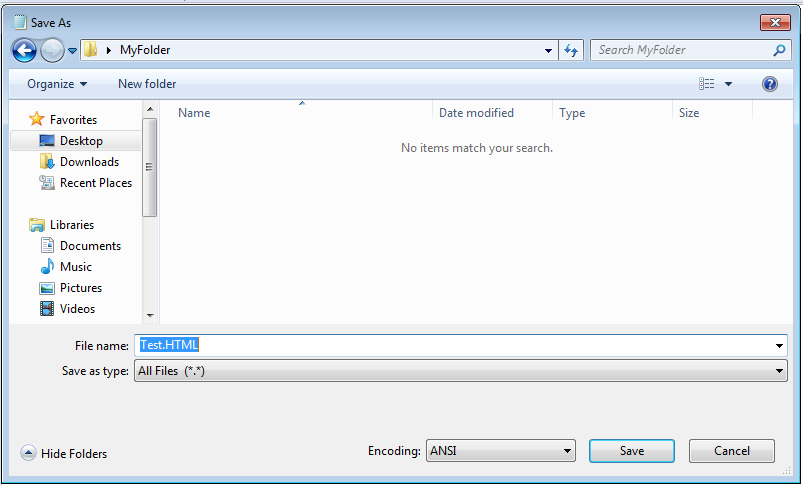 Save As
MyFolder
Search MyFolder
Organize
New folder
Name Date modified Type Size
Favorites
Desktop
Downloads
Recent Places
Libraries
Documents
Music
Pictures
Videos
No items match your search.
File name: Test.HTML
Save as type: All Files (*.*)
Hide Folders
Encoding: ANSI
Save
Cancel